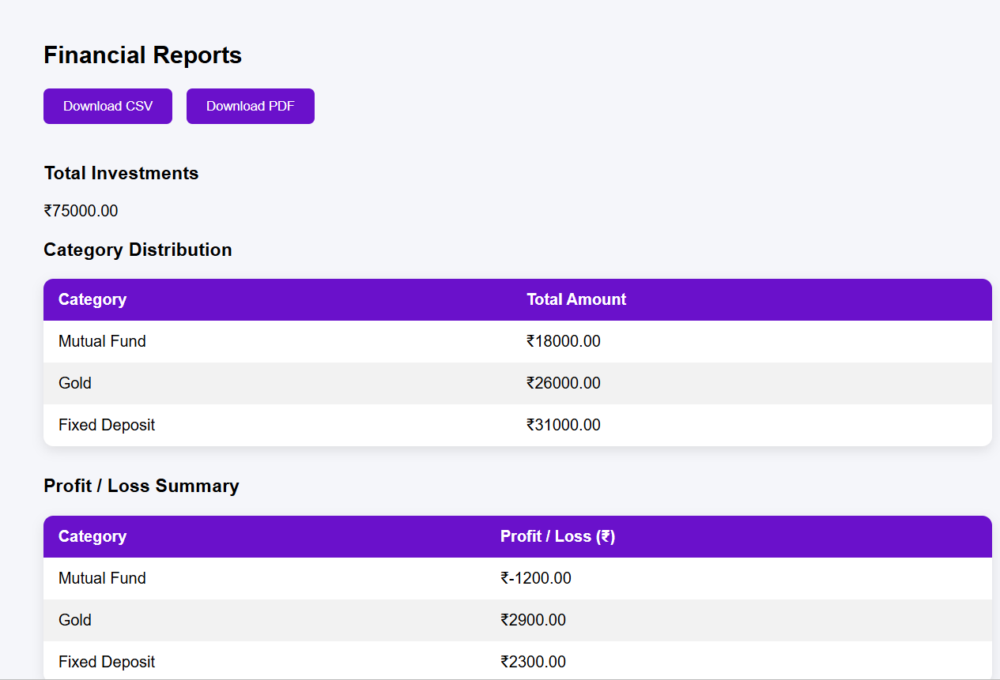 Financial Reports
Download CSV Download PDF
Total Investments
₹75000.00
Category Distribution
Category Total Amount
Mutual Fund ₹18000.00
Gold ₹26000.00
Fixed Deposit ₹31000.00
Profit / Loss Summary
Category Profit / Loss (₹)
Mutual Fund ₹-1200.00
Gold ₹2900.00
Fixed Deposit ₹2300.00